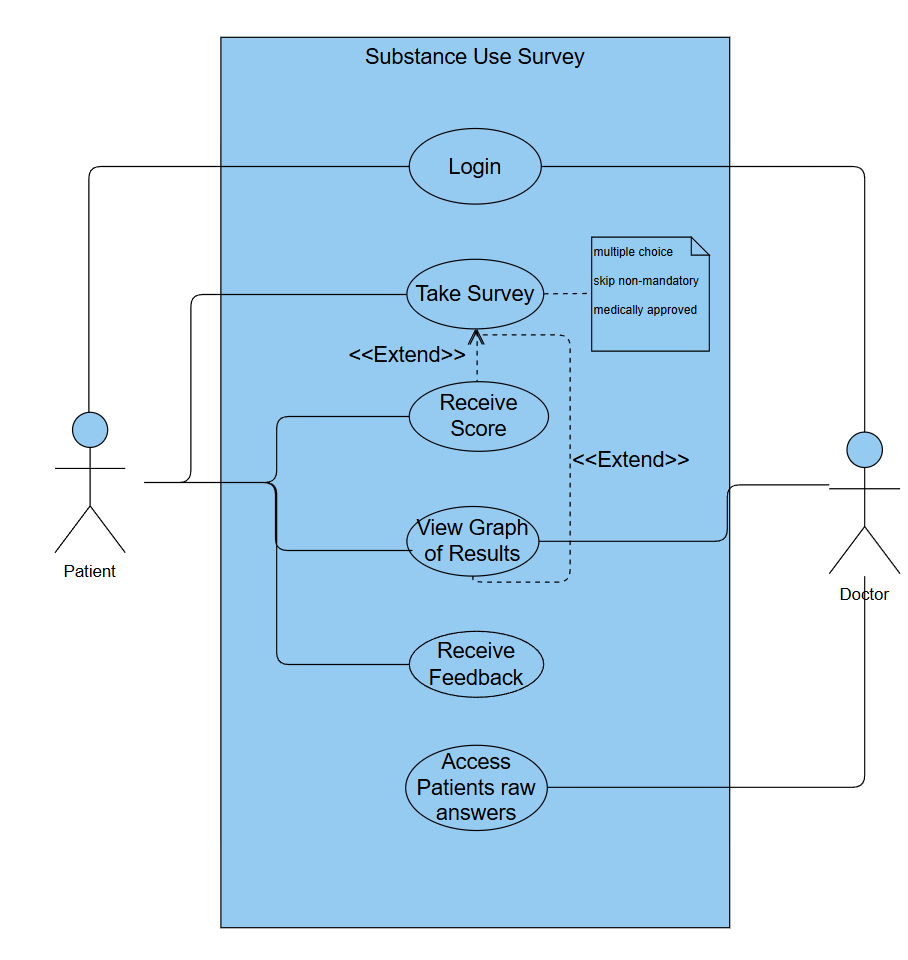 Substance Use Survey
Login
Take Survey
multiple choice
skip non-mandatory
medically approved
<<Extend>>
Receive
Score
<<Extend>>
View Graph
of Results
Patient
Doctor
Receive
Feedback
Access
Patients raw
answers